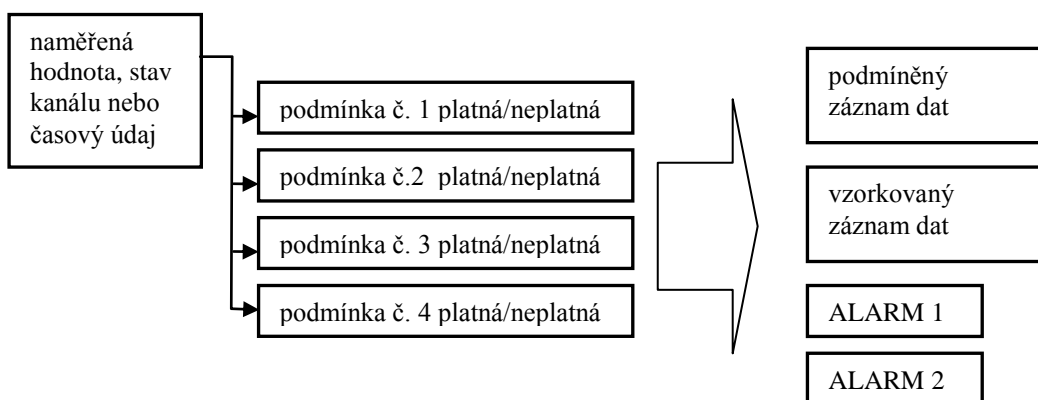 naměřená
hodnota, stav
kanálu nebo
časový údaj
podmínka č. 1 platná/neplatná
podmínka č.2  platná/neplatná
podmínka č. 3 platná/neplatná
podmínka č. 4 platná/neplatná
podmíněný
záznam dat
vzorkovaný
záznam dat
ALARM 1
ALARM 2